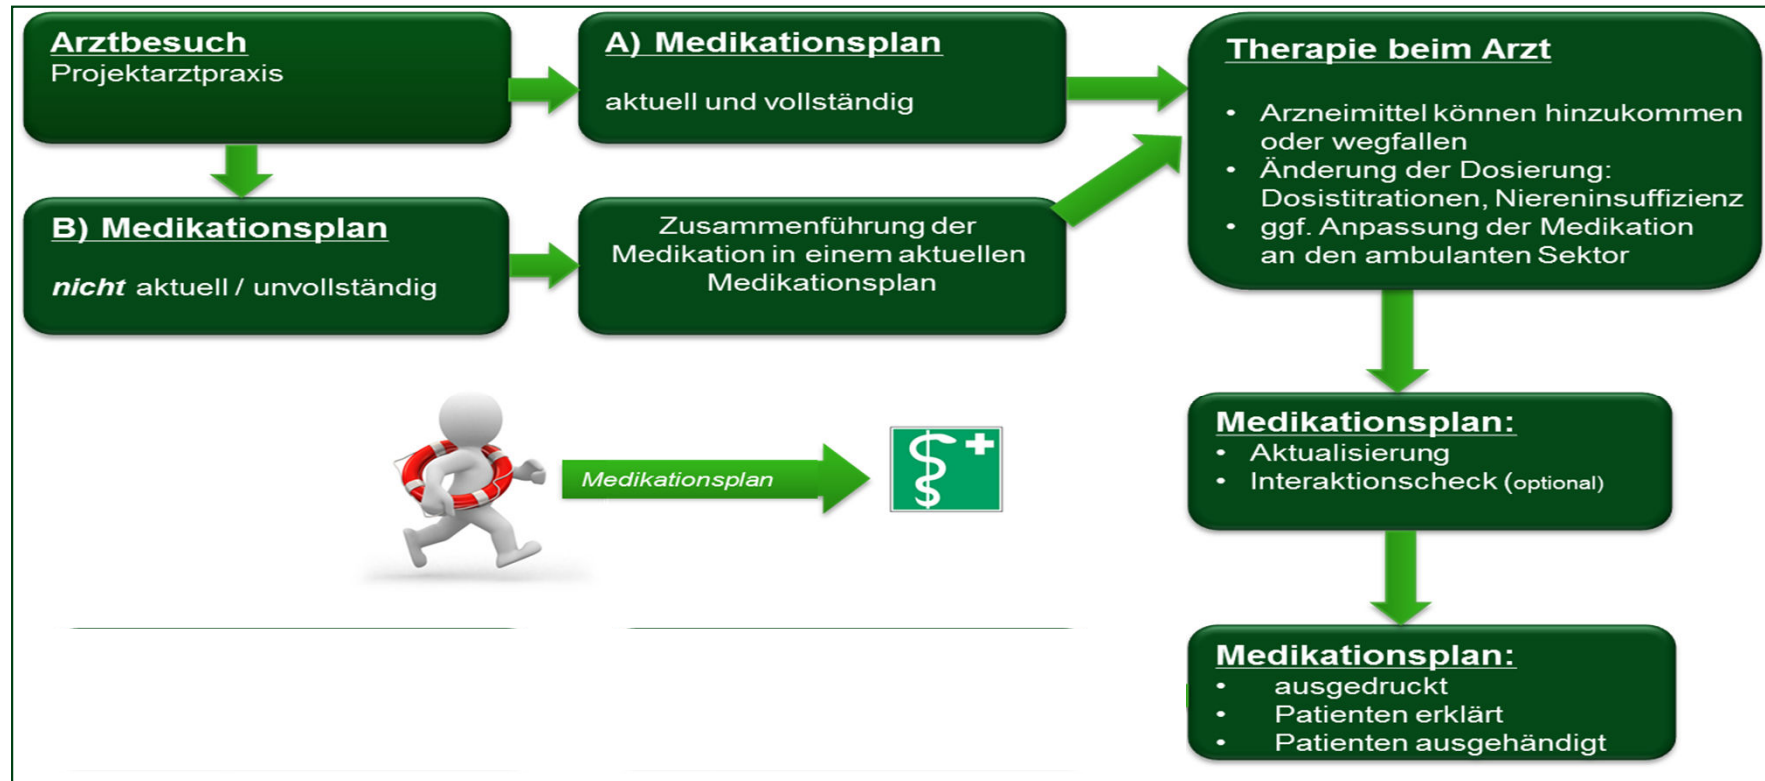 Arztbesuch
Projektarztpraxis
A) Medikationsplan
aktuell und vollständig
B) Medikationsplan
nicht aktuell / unvollständig
Zusammenführung der
Medikation in einem aktuellen
Medikationsplan
Therapie beim Arzt
• Arzneimittel können hinzukommen
oder wegfallen
• Änderung der Dosierung:
Dosistitrationen, Niereninsuffizienz
• ggf. Anpassung der Medikation
an den ambulanten Sektor
Medikationsplan
Medikationsplan:
• Aktualisierung
• Interaktionscheck (optional)
Medikationsplan:
• ausgedruckt
• Patienten erklärt
• Patienten ausgehändigt